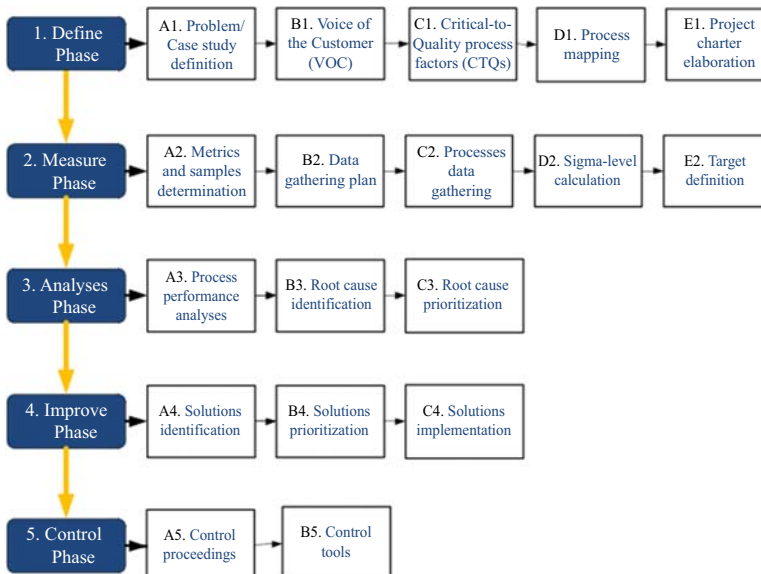 1. Define
Phase
A1. Problem/
Case study
definition
B1. Voice of
the Customer
(VOC)
C1. Critical-to-
Quality process
factors (CTQs)
D1. Process
mapping
E1. Project
charter
elaboration
2. Measure
Phase
A2. Metrics
and samples
determination
B2. Data
gathering plan
C2. Processes
data
gathering
D2. Sigma-level
calculation
E2. Target
definition
3. Analyses
Phase
A3. Process
performance
analyses
B3. Root cause
identification
C3. Root cause
prioritization
4. Improve
Phase
A4. Solutions
identification
B4. Solutions
prioritization
C4. Solutions
implementation
5. Control
Phase
A5. Control
proceedings
B5. Control
tools